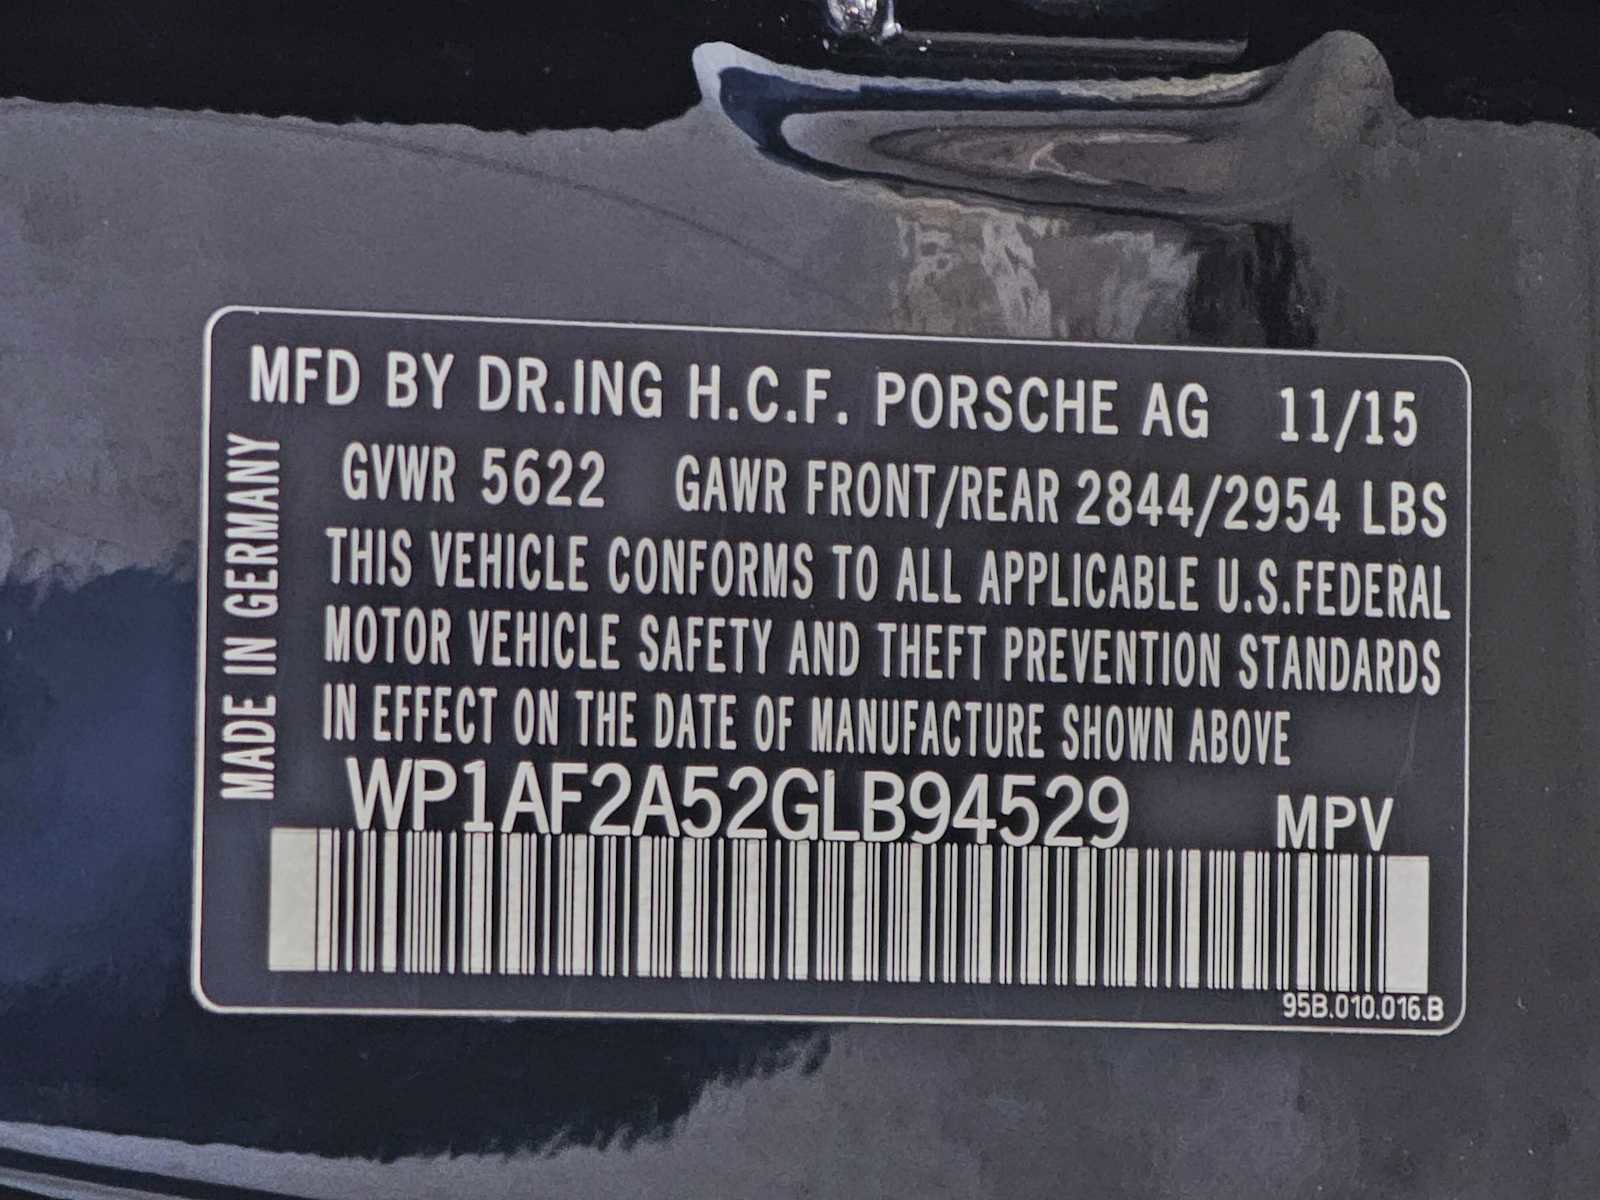 MFD BY DR.ING H.C.F. PORSCHE AG 11/15
GVWR 5622 GAWR FRONT/REAR 2844/2954 LBS
THIS VEHICLE CONFORMS TO ALL APPLICABLE U.S.FEDERAL
MOTOR VEHICLE SAFETY AND THEFT PREVENTION STANDARDS
IN EFFECT ON THE DATE OF MANUFACTURE SHOWN ABOVE
MADE IN GERMANY
WP1AF2A52GLB94529 MPV
95B.010.016.B